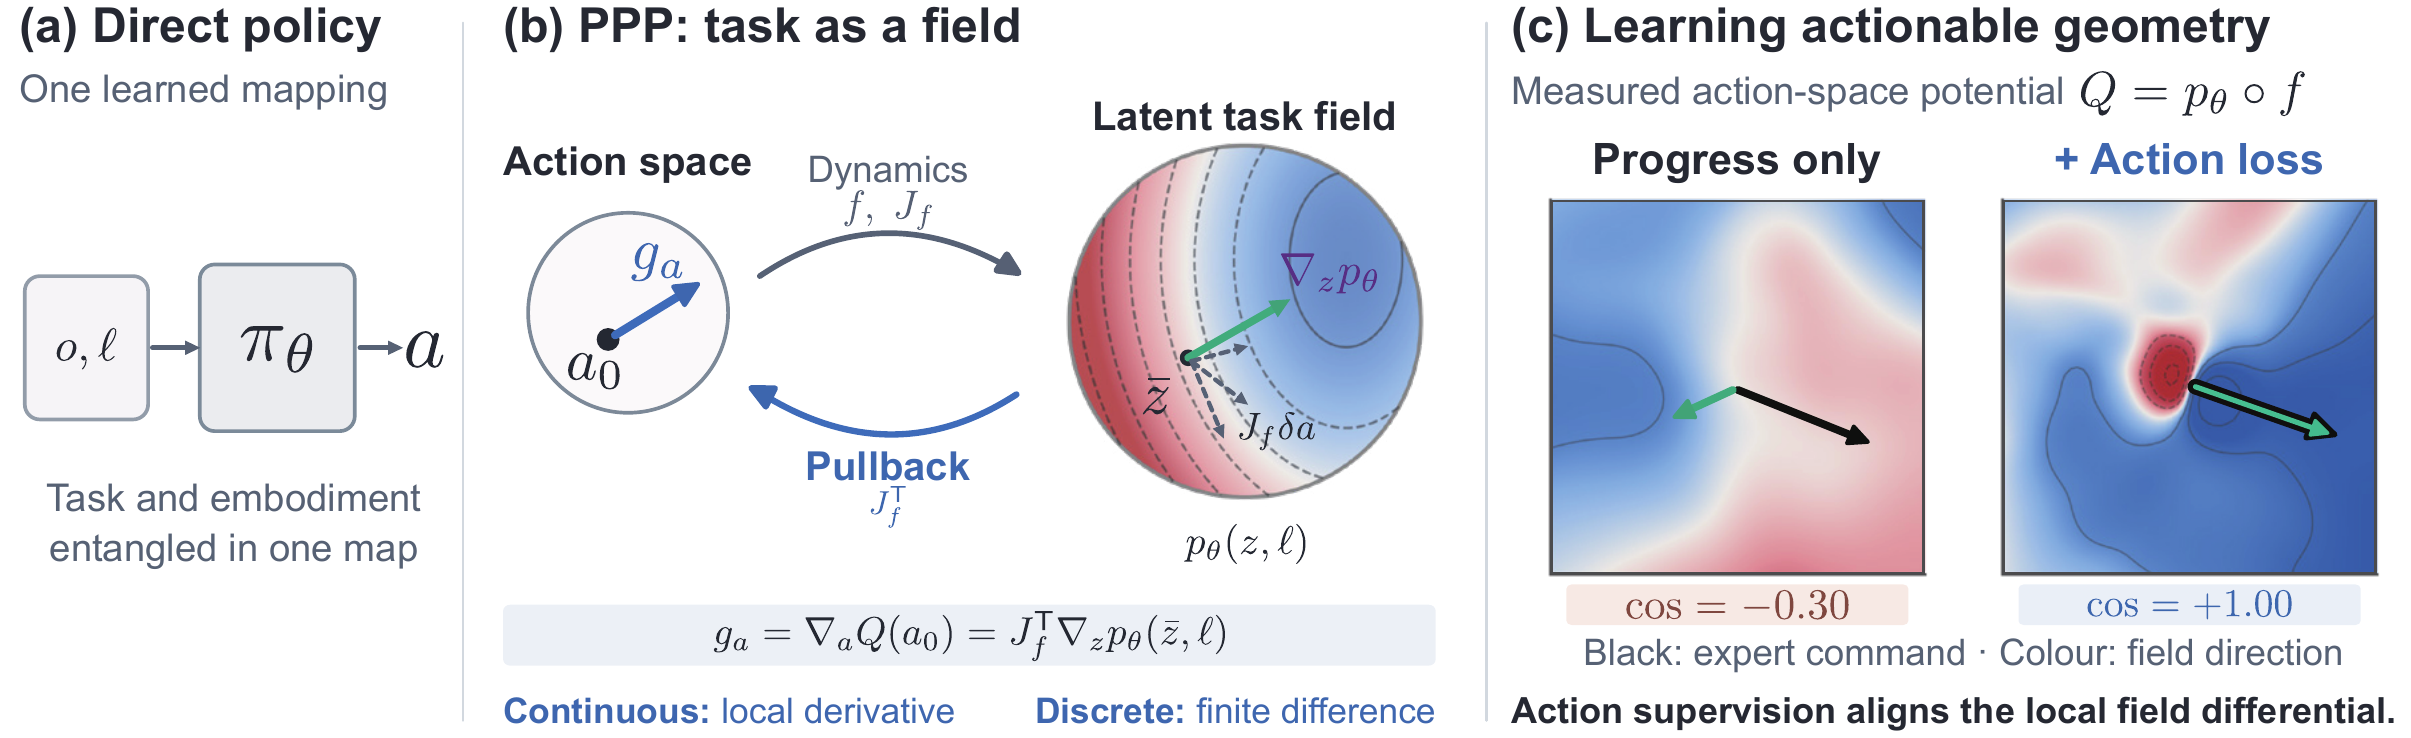 (a) Direct policy
One learned mapping
o, ℓ
π_θ
a
Task and embodiment
entangled in one map
(b) PPP: task as a field
Action space
g_a
a_0
Dynamics
f, J_f
Pullback
J_f^⊤
Latent task field
∇_z p_θ
z̄
J_f δa
p_θ(z, ℓ)
g_a = ∇_a Q(a_0) = J_f^⊤ ∇_z p_θ(z̄, ℓ)
Continuous: local derivative
Discrete: finite difference
(c) Learning actionable geometry
Measured action-space potential Q = p_θ ∘ f
Progress only
+ Action loss
cos = −0.30
cos = +1.00
Black: expert command · Colour: field direction
Action supervision aligns the local field differential.